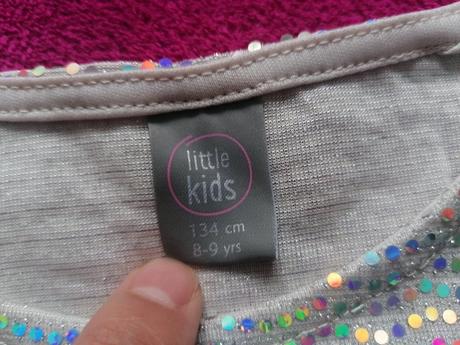 little
kids
134 cm
8-9 yrs